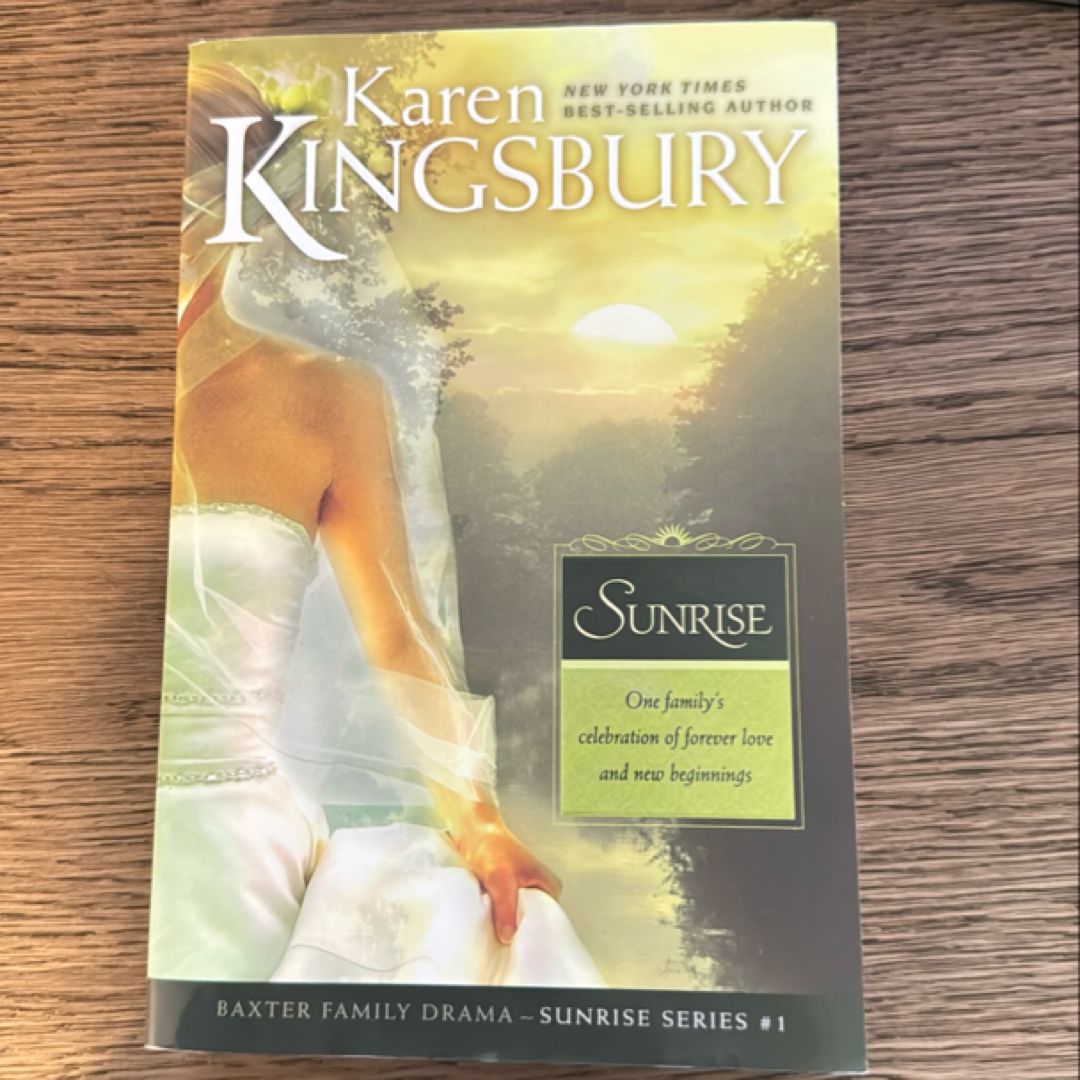 Karen
NEW YORK TIMES
BEST-SELLING AUTHOR
KINGSBURY
SUNRISE
One family's
celebration of forever love
and new beginnings
BAXTER FAMILY DRAMA ~ SUNRISE SERIES #1